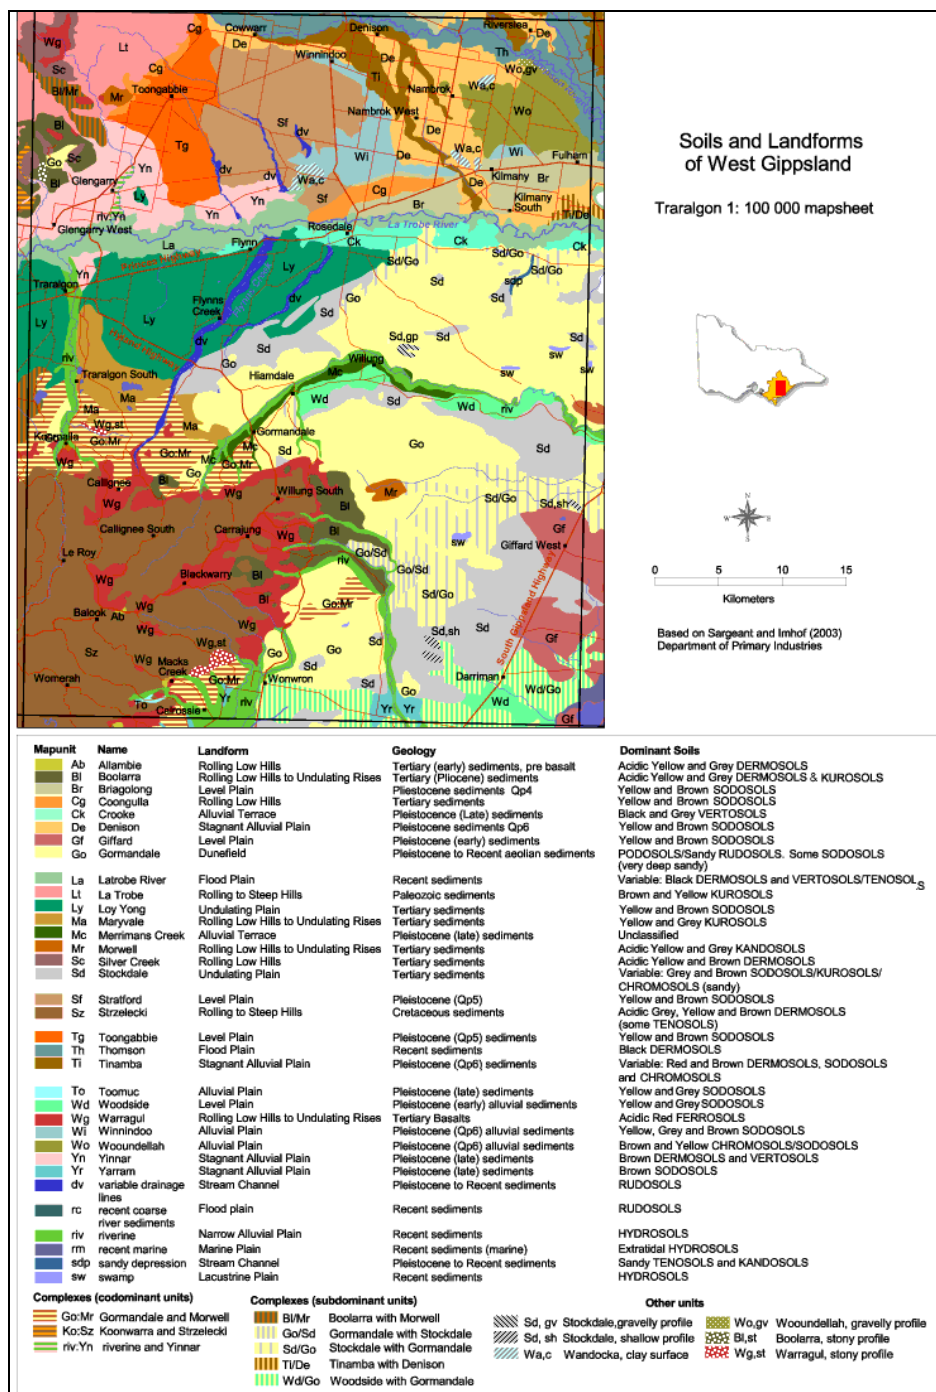 Soils and Landforms
of West Gippsland
Traralgon 1: 100 000 mapsheet
0 5 10 15
Kilometers
Based on Sargeant and Imhof (2003)
Department of Primary Industries
Cowwarr
Denison
Riverslea
Winnindoo
Toongabbie
Nambrok
Nambrok West
Glengarry
Glengarry West
Kilmany
Fulham
Kilmany South
Rosedale
La Trobe River
Flynn
Traralgon
Flynns Creek
Traralgon South
Hiamdale
Willung
Gormandale
Koornalla
Callignee
Willung South
Callignee South
Carrajung
Le Roy
Blackwarry
Giffard West
South Gippsland Highway
Balook
Macks Creek
Womerah
Wonwron
Calrossie
Darriman
Mapunit Name Landform Geology Dominant Soils
Ab Allambie Rolling Low Hills Tertiary (early) sediments, pre basalt Acidic Yellow and Grey DERMOSOLS
Bl Boolarra Rolling Low Hills to Undulating Rises Tertiary (Pliocene) sediments Acidic Yellow and Grey DERMOSOLS & KUROSOLS
Br Briagolong Level Plain Pliestocene sediments Qp4 Yellow and Brown SODOSOLS
Cg Coongulla Rolling Low Hills Tertiary sediments Yellow and Brown SODOSOLS
Ck Crooke Alluvial Terrace Pleistocence (Late) sediments Black and Grey VERTOSOLS
De Denison Stagnant Alluvial Plain Pleistocene sediments Qp6 Yellow and Brown SODOSOLS
Gf Giffard Level Plain Pleistocene (early) sediments Yellow and Brown SODOSOLS
Go Gormandale Dunefield Pleistocene to Recent aeolian sediments PODOSOLS/Sandy RUDOSOLS. Some SODOSOLS
(very deep sandy)
La Latrobe River Flood Plain Recent sediments Variable: Black DERMOSOLS and VERTOSOLS/TENOSOLS
Lt La Trobe Rolling to Steep Hills Paleozoic sediments Brown and Yellow KUROSOLS
Ly Loy Yong Undulating Plain Tertiary sediments Yellow and Brown SODOSOLS
Ma Maryvale Rolling Low Hills to Undulating Rises Tertiary sediments Yellow and Grey KUROSOLS
Mc Merrimans Creek Alluvial Terrace Pleistocene (late) sediments Unclassified
Mr Morwell Rolling Low Hills to Undulating Rises Tertiary sediments Acidic Yellow and Grey KANDOSOLS
Sc Silver Creek Rolling Low Hills Tertiary sediments Acidic Yellow and Brown DERMOSOLS
Sd Stockdale Undulating Plain Tertiary sediments Variable: Grey and Brown SODOSOLS/KUROSOLS/
CHROMOSOLS (sandy)
Sf Stratford Level Plain Pleistocene (Qp5) Yellow and Brown SODOSOLS
Sz Strzelecki Rolling to Steep Hills Cretaceous sediments Acidic Grey, Yellow and Brown DERMOSOLS
(some TENOSOLS)
Tg Toongabbie Level Plain Pleistocene (Qp5) sediments Yellow and Brown SODOSOLS
Th Thomson Flood Plain Recent sediments Black DERMOSOLS
Ti Tinamba Stagnant Alluvial Plain Pleistocene (Qp6) sediments Variable: Red and Brown DERMOSOLS, SODOSOLS
and CHROMOSOLS
To Toomuc Alluvial Plain Pleistocene (late) sediments Yellow and Grey SODOSOLS
Wd Woodside Level Plain Pleistocene (early) alluvial sediments Yellow and Grey SODOSOLS
Wg Warragul Rolling Low Hills to Undulating Rises Tertiary Basalts Acidic Red FERROSOLS
Wi Winnindoo Alluvial Plain Pleistocene (Qp6) alluvial sediments Yellow, Grey and Brown SODOSOLS
Wo Wooundellah Alluvial Plain Pleistocene (Qp6) alluvial sediments Brown and Yellow CHROMOSOLS/SODOSOLS
Yn Yinnar Stagnant Alluvial Plain Pleistocene (late) sediments Brown DERMOSOLS and VERTOSOLS
Yr Yarram Stagnant Alluvial Plain Pleistocene (late) sediments Brown SODOSOLS
dv variable drainage lines Stream Channel Pleistocene to Recent sediments RUDOSOLS
rc recent coarse river sediments Flood plain Recent sediments RUDOSOLS
riv riverine Narrow Alluvial Plain Recent sediments HYDROSOLS
rm recent marine Marine Plain Recent sediments (marine) Extratidal HYDROSOLS
sdp sandy depression Stream Channel Pleistocene to Recent sediments Sandy TENOSOLS and KANDOSOLS
sw swamp Lacustrine Plain Recent sediments HYDROSOLS
Complexes (codominant units)
Go:Mr Gormandale and Morwell
Ko:Sz Koonwarra and Strzelecki
riv:Yn riverine and Yinnar
Complexes (subdominant units)
Bl/Mr Boolarra with Morwell
Go/Sd Gormandale with Stockdale
Sd/Go Stockdale with Gormandale
Ti/De Tinamba with Denison
Wd/Go Woodside with Gormandale
Other units
Sd, gv Stockdale,gravelly profile
Sd, sh Stockdale, shallow profile
Wa,c Wandocka, clay surface
Wo,gv Wooundellah, gravelly profile
Bl,st Boolarra, stony profile
Wg,st Warragul, stony profile